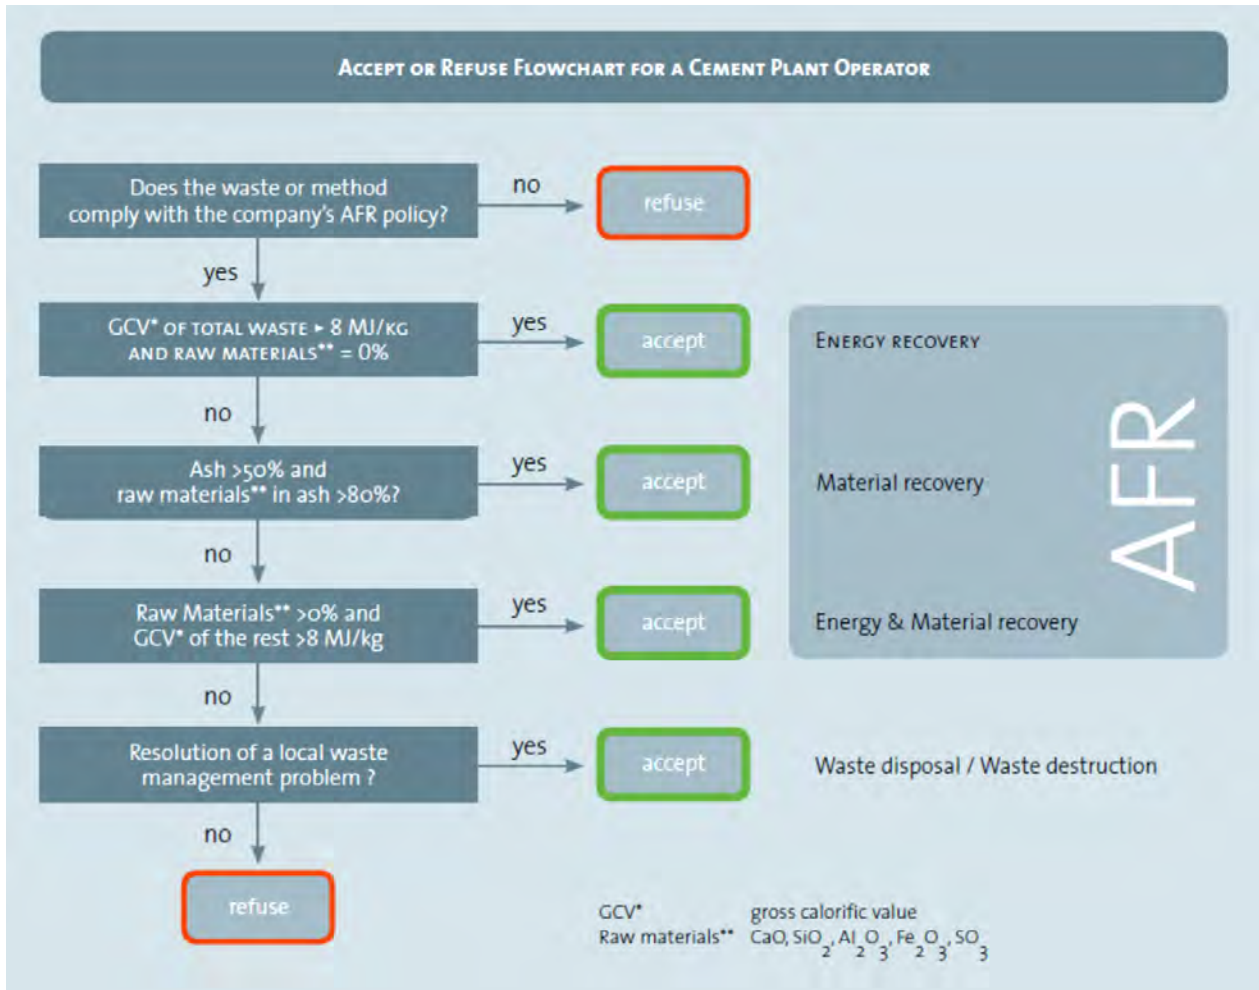 ACCEPT OR REFUSE FLOWCHART FOR A CEMENT PLANT OPERATOR
Does the waste or method
comply with the company's AFR policy?
no
refuse
yes
GCV* OF TOTAL WASTE ▸ 8 MJ/KG
AND RAW MATERIALS** = 0%
yes
accept
ENERGY RECOVERY
no
Ash >50% and
raw materials** in ash >80%?
yes
accept
Material recovery
AFR
no
Raw Materials** >0% and
GCV* of the rest >8 MJ/kg
yes
accept
Energy & Material recovery
no
Resolution of a local waste
management problem ?
yes
accept
Waste disposal / Waste destruction
no
refuse
GCV* gross calorific value
Raw materials** CaO, SiO2, Al2O3, Fe2O3, SO3